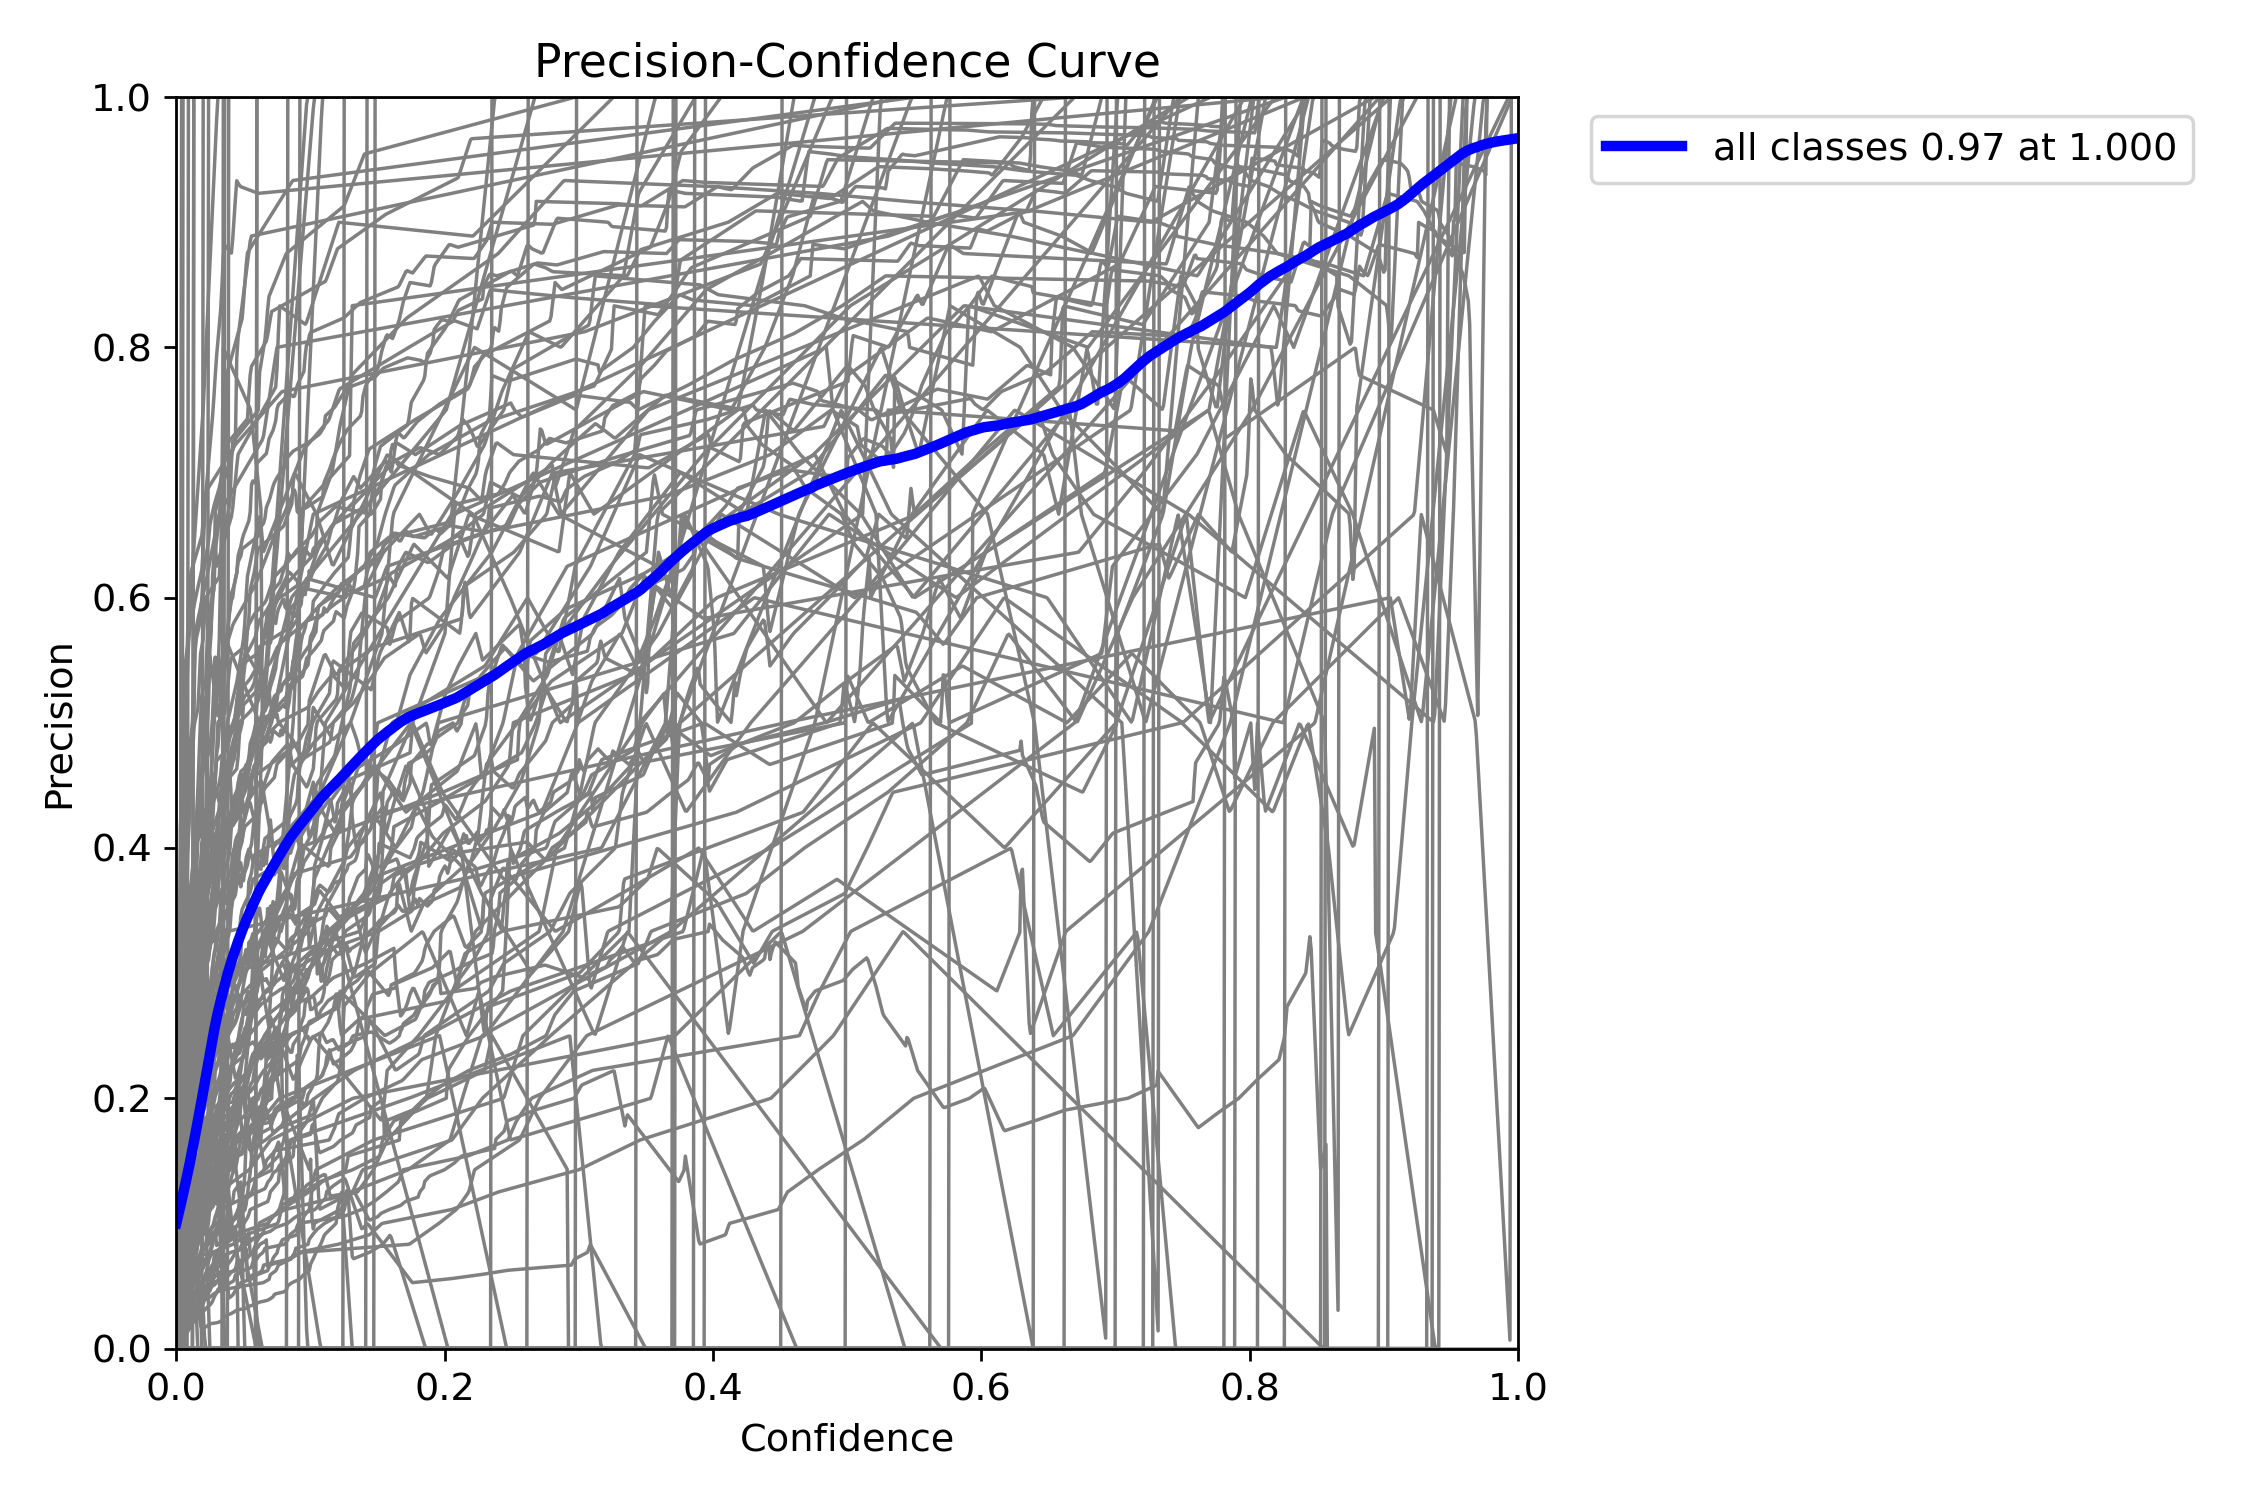 Precision-Confidence Curve
all classes 0.97 at 1.000
Precision
1.0
0.8
0.6
0.4
0.2
0.0
0.0 0.2 0.4 0.6 0.8 1.0
Confidence